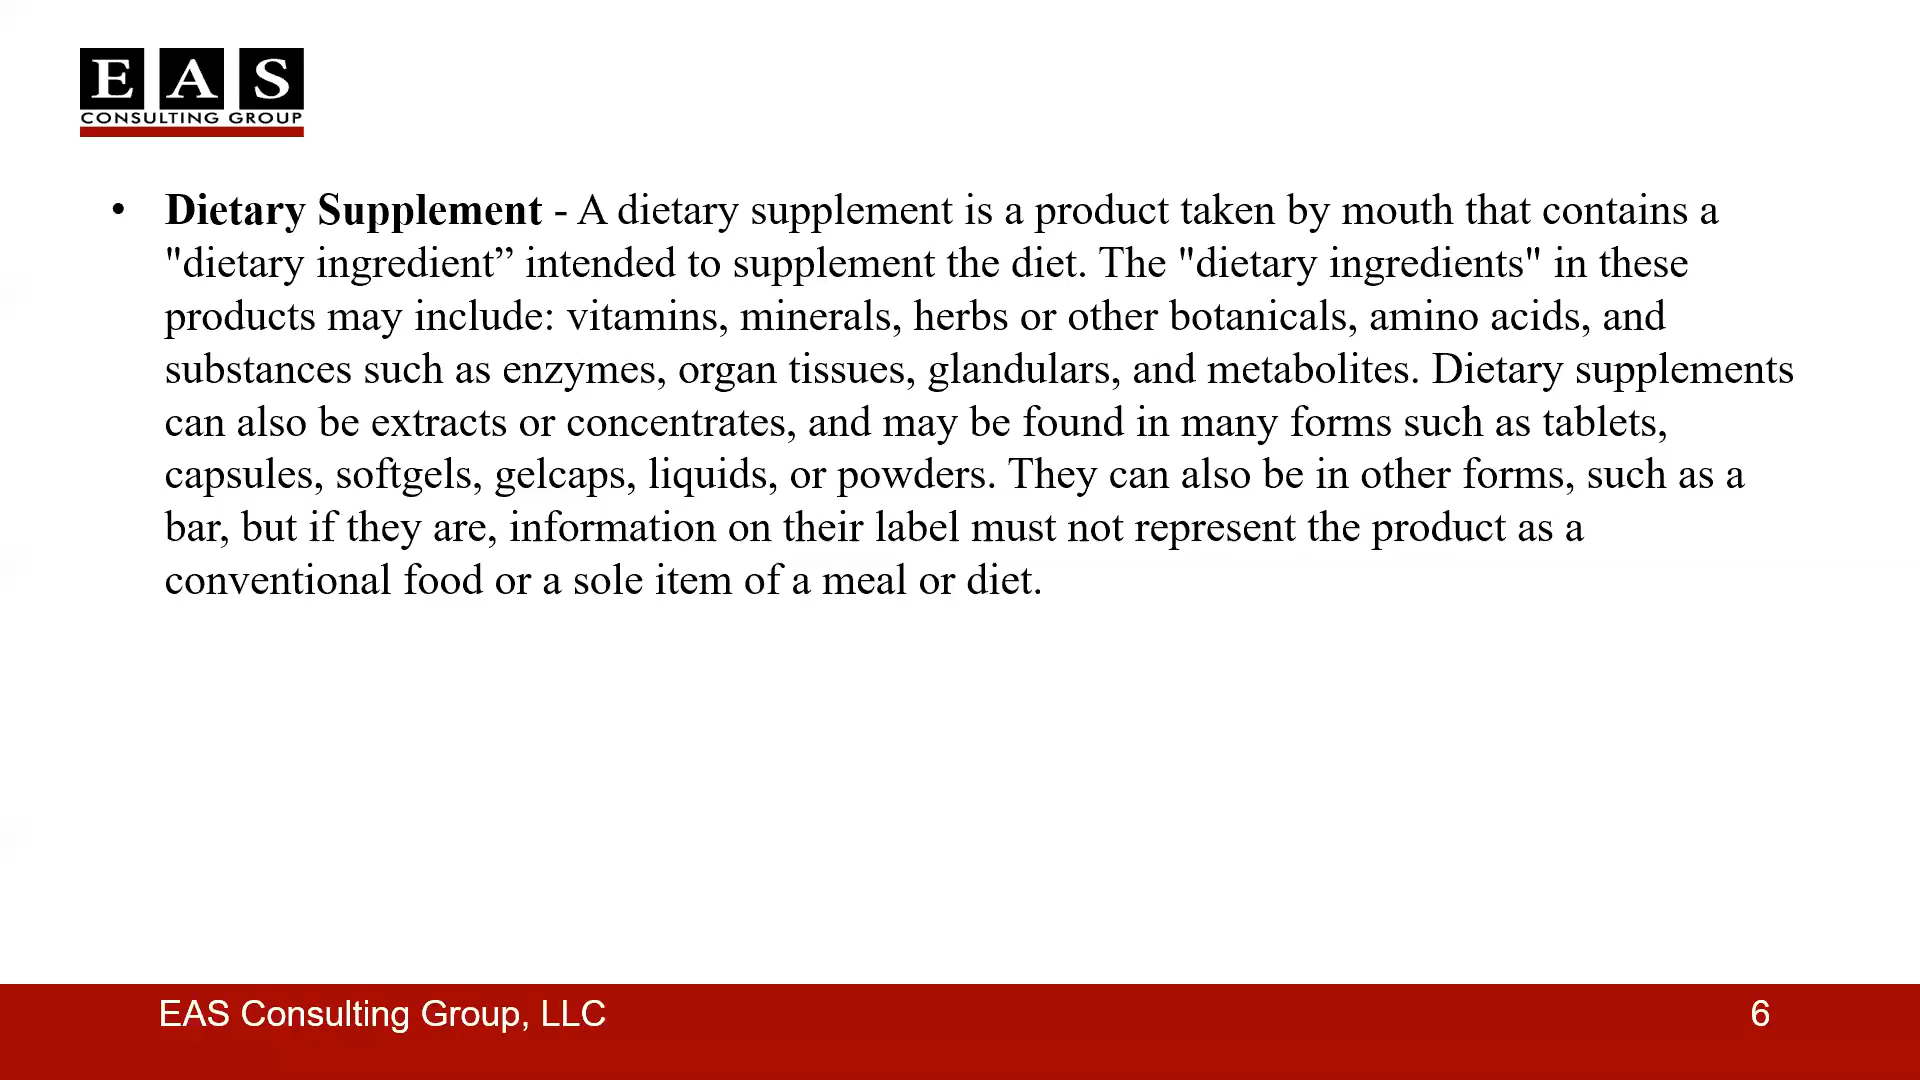 E A S
CONSULTING GROUP
• Dietary Supplement - A dietary supplement is a product taken by mouth that contains a
"dietary ingredient” intended to supplement the diet. The "dietary ingredients" in these
products may include: vitamins, minerals, herbs or other botanicals, amino acids, and
substances such as enzymes, organ tissues, glandulars, and metabolites. Dietary supplements
can also be extracts or concentrates, and may be found in many forms such as tablets,
capsules, softgels, gelcaps, liquids, or powders. They can also be in other forms, such as a
bar, but if they are, information on their label must not represent the product as a
conventional food or a sole item of a meal or diet.
EAS Consulting Group, LLC
6